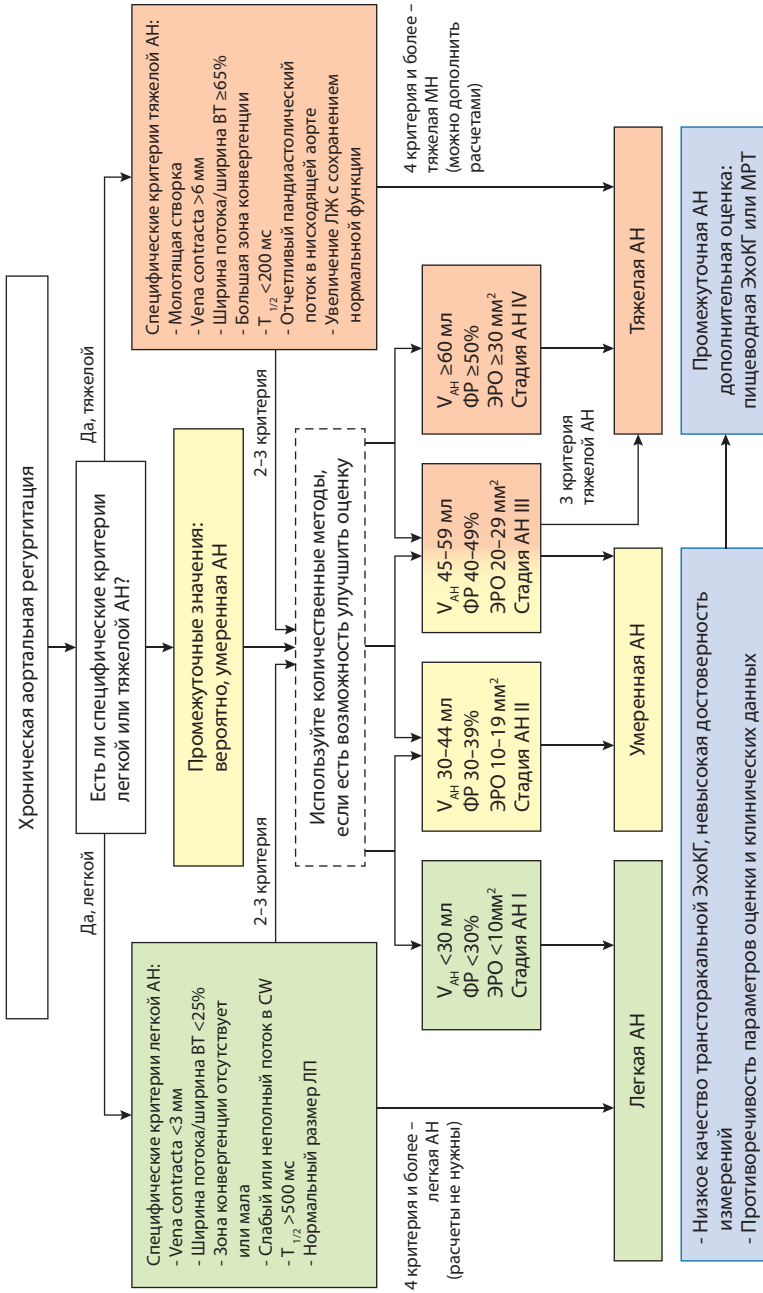 Хроническая аортальная регургитация
Есть ли специфические критерии
легкой или тяжелой АН?
Да, легкой
Да, тяжелой
Специфические критерии легкой АН:
- Vena contracta <3 мм
- Ширина потока/ширина ВТ <25%
- Зона конвергенции отсутствует
или мала
- Слабый или неполный поток в CW
- T 1/2 >500 мс
- Нормальный размер ЛП
Промежуточные значения:
вероятно, умеренная АН
Специфические критерии тяжелой АН:
- Молотящая створка
- Vena contracta >6 мм
- Ширина потока/ширина ВТ ≥65%
- Большая зона конвергенции
- T 1/2 <200 мс
- Отчетливый пандиастолический
поток в нисходящей аорте
- Увеличение ЛЖ с сохранением
нормальной функции
2–3 критерия
2–3 критерия
Используйте количественные методы,
если есть возможность улучшить оценку
4 критерия и более –
легкая АН
(расчеты не нужны)
4 критерия и более –
тяжелая МН
(можно дополнить
расчетами)
VАН <30 мл
ФР <30%
ЭРО <10мм²
Стадия АН I
VАН 30–44 мл
ФР 30–39%
ЭРО 10–19 мм²
Стадия АН II
VАН 45–59 мл
ФР 40–49%
ЭРО 20–29 мм²
Стадия АН III
VАН ≥60 мл
ФР ≥50%
ЭРО ≥30 мм²
Стадия АН IV
3 критерия
тяжелой АН
Легкая АН
Умеренная АН
Тяжелая АН
- Низкое качество трансторакальной ЭхоКГ, невысокая достоверность
измерений
- Противоречивость параметров оценки и клинических данных
Промежуточная АН
дополнительная оценка:
пищеводная ЭхоКГ или МРТ